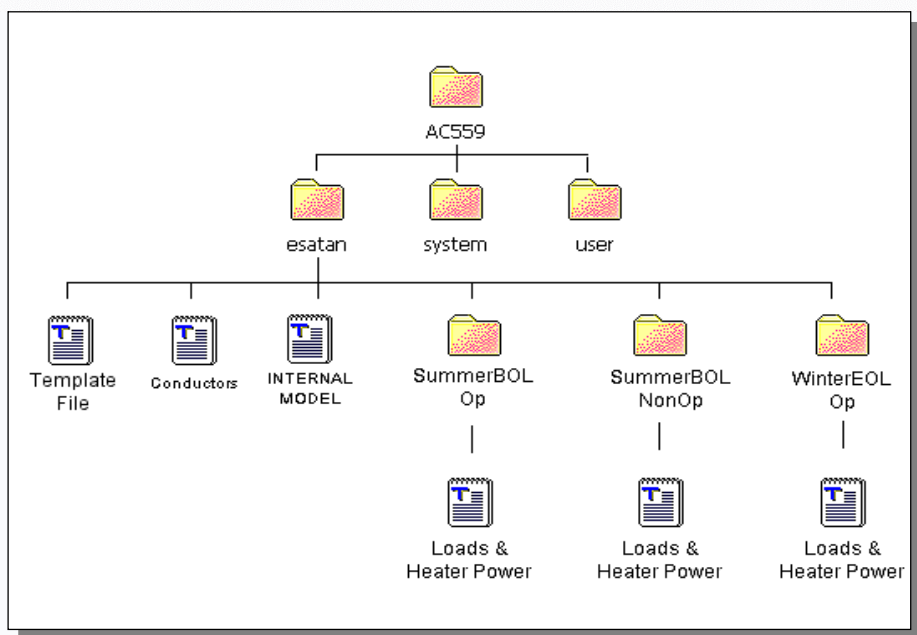 AC559
esatan
system
user
Template
File
Conductors
INTERNAL
MODEL
SummerBOL
Op
SummerBOL
NonOp
WinterEOL
Op
Loads &
Heater Power
Loads &
Heater Power
Loads &
Heater Power